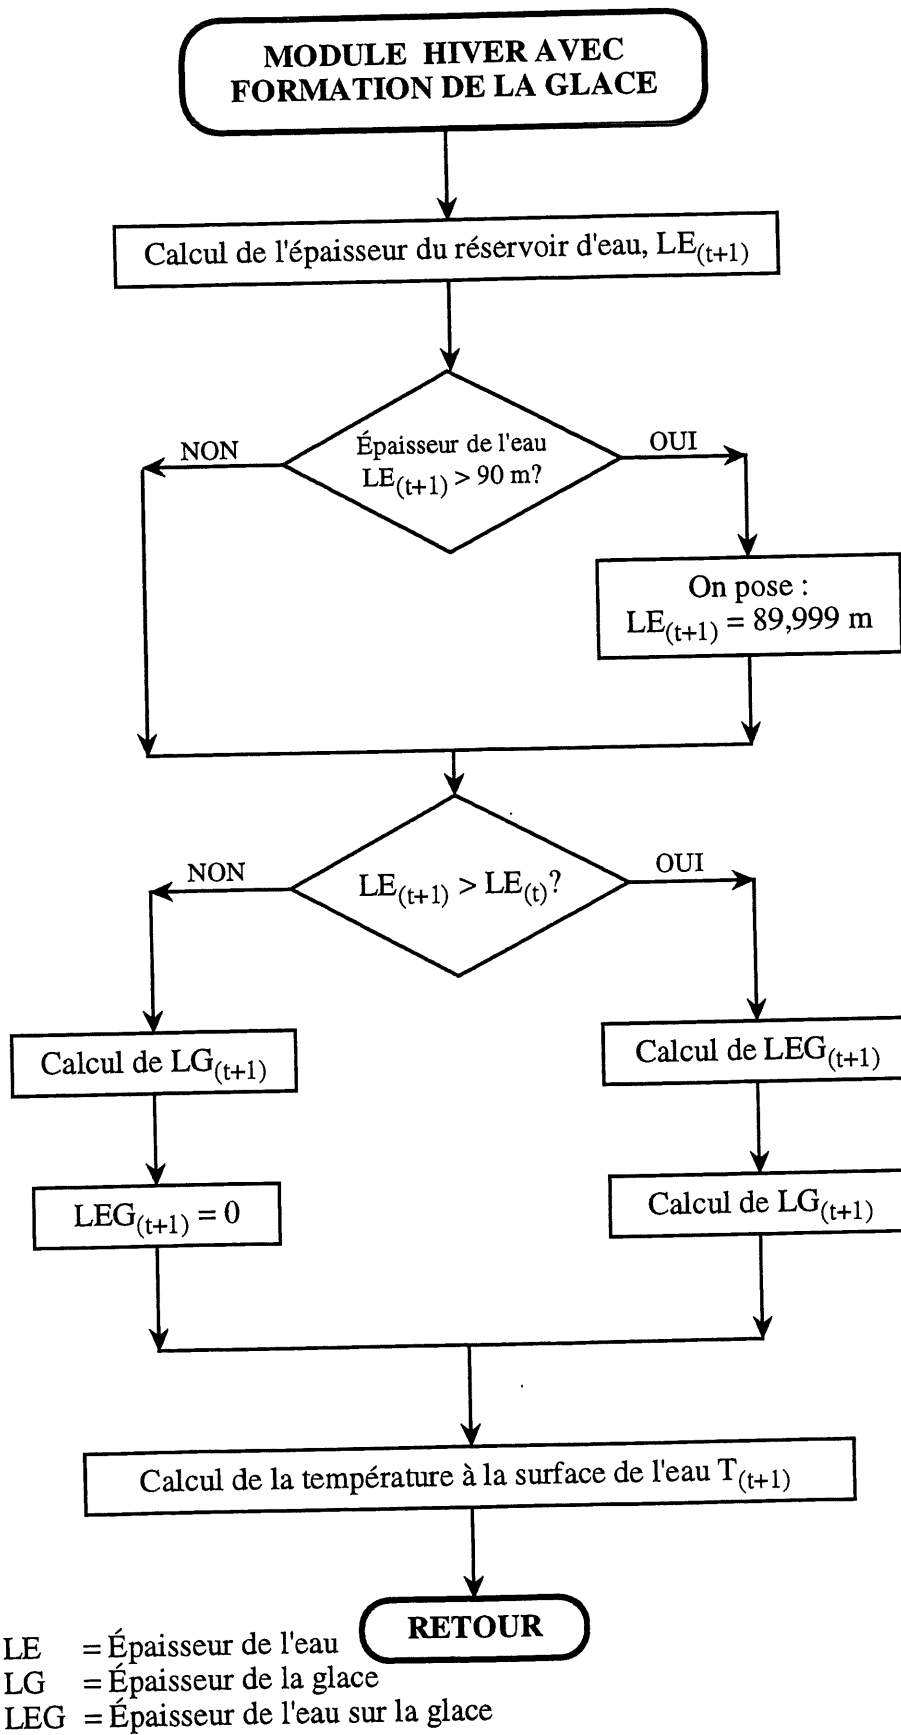 MODULE HIVER AVEC
FORMATION DE LA GLACE
Calcul de l'épaisseur du réservoir d'eau, LE(t+1)
Épaisseur de l'eau
LE(t+1) > 90 m?
NON
OUI
On pose :
LE(t+1) = 89,999 m
LE(t+1) > LE(t)?
NON
OUI
Calcul de LG(t+1)
LEG(t+1) = 0
Calcul de LEG(t+1)
Calcul de LG(t+1)
Calcul de la température à la surface de l'eau T(t+1)
RETOUR
LE = Épaisseur de l'eau
LG = Épaisseur de la glace
LEG = Épaisseur de l'eau sur la glace